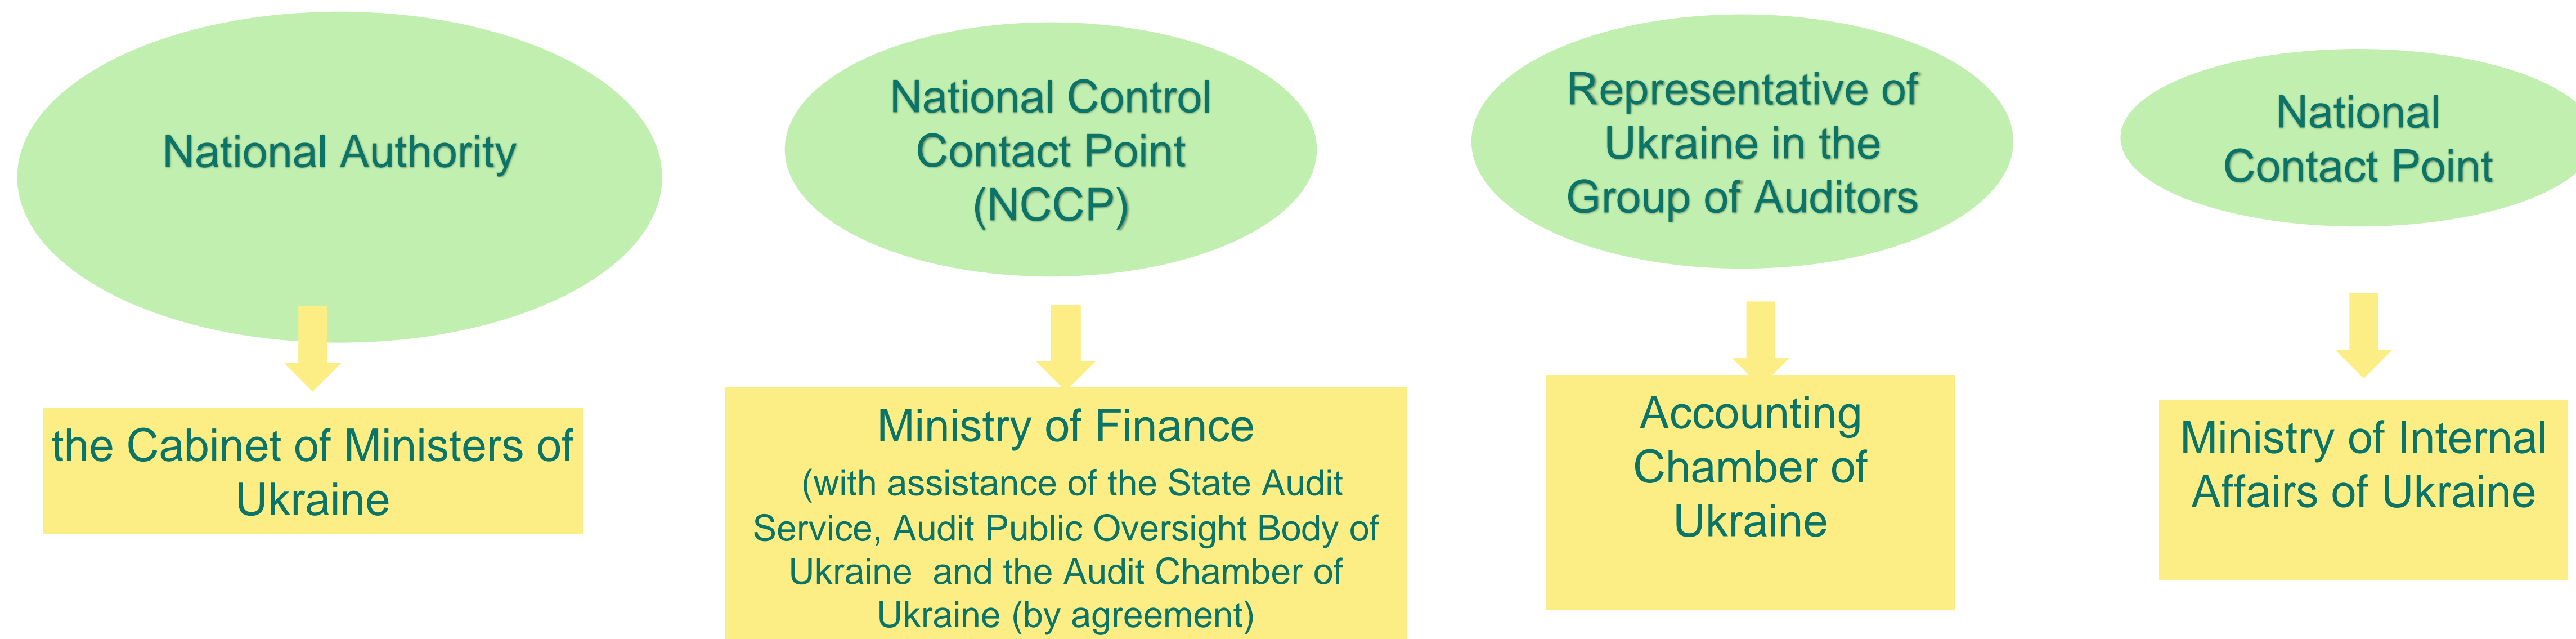 National Authority
National Control
Contact Point
(NCCP)
Representative of
Ukraine in the
Group of Auditors
National
Contact Point
the Cabinet of Ministers of
Ukraine
Ministry of Finance
(with assistance of the State Audit
Service, Audit Public Oversight Body of
Ukraine and the Audit Chamber of
Ukraine (by agreement)
Accounting
Chamber of
Ukraine
Ministry of Internal
Affairs of Ukraine